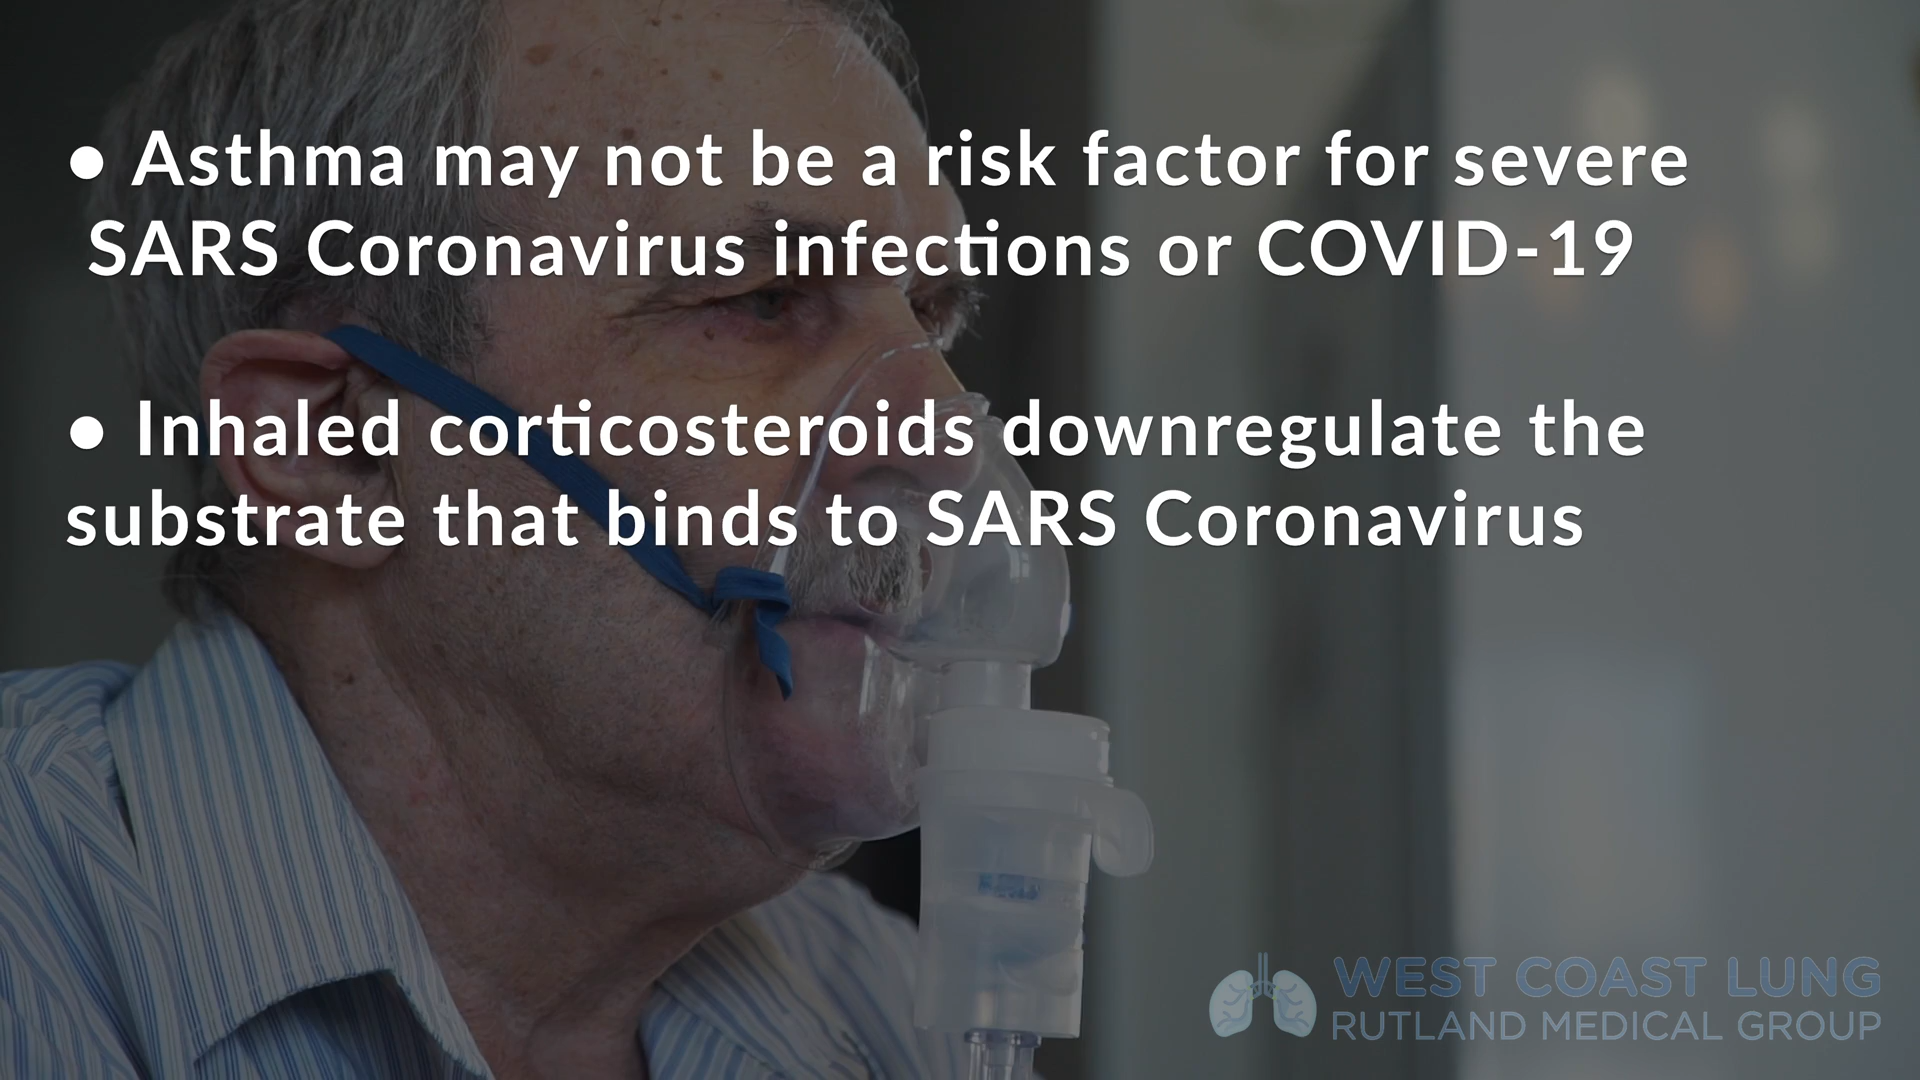 • Asthma may not be a risk factor for severe
SARS Coronavirus infections or COVID-19
• Inhaled corticosteroids downregulate the
substrate that binds to SARS Coronavirus
WEST COAST LUNG
RUTLAND MEDICAL GROUP